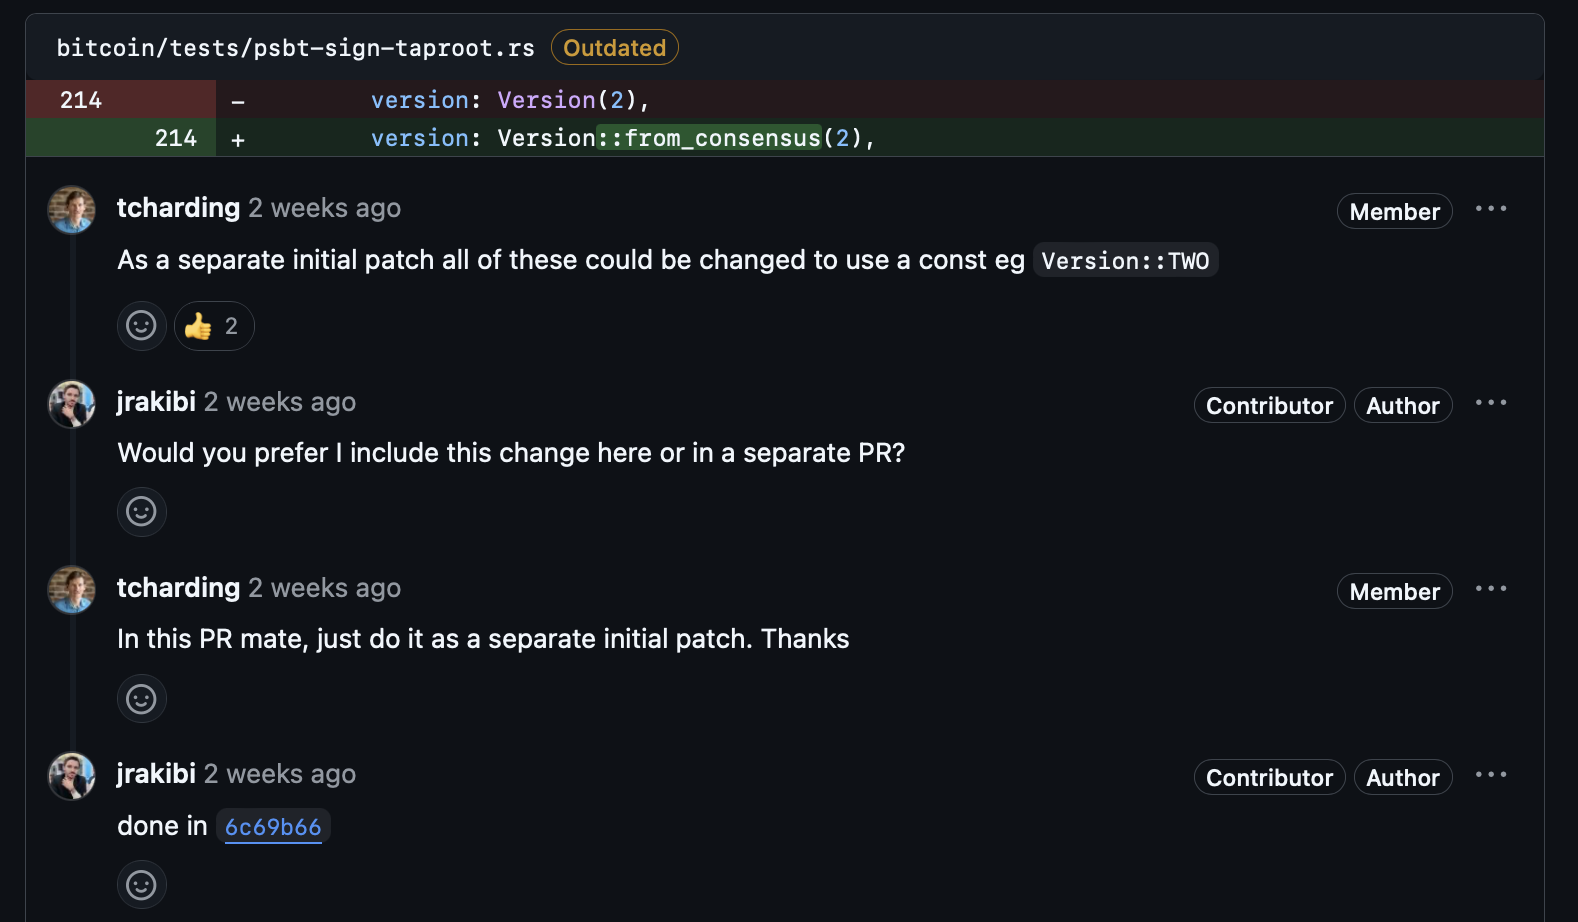 bitcoin/tests/psbt-sign-taproot.rs Outdated
214 - version: Version(2),
214 + version: Version::from_consensus(2),
tcharding 2 weeks ago Member ...
As a separate initial patch all of these could be changed to use a const eg Version::TWO
👍 2
jrakibi 2 weeks ago Contributor Author ...
Would you prefer I include this change here or in a separate PR?
tcharding 2 weeks ago Member ...
In this PR mate, just do it as a separate initial patch. Thanks
jrakibi 2 weeks ago Contributor Author ...
done in 6c69b66